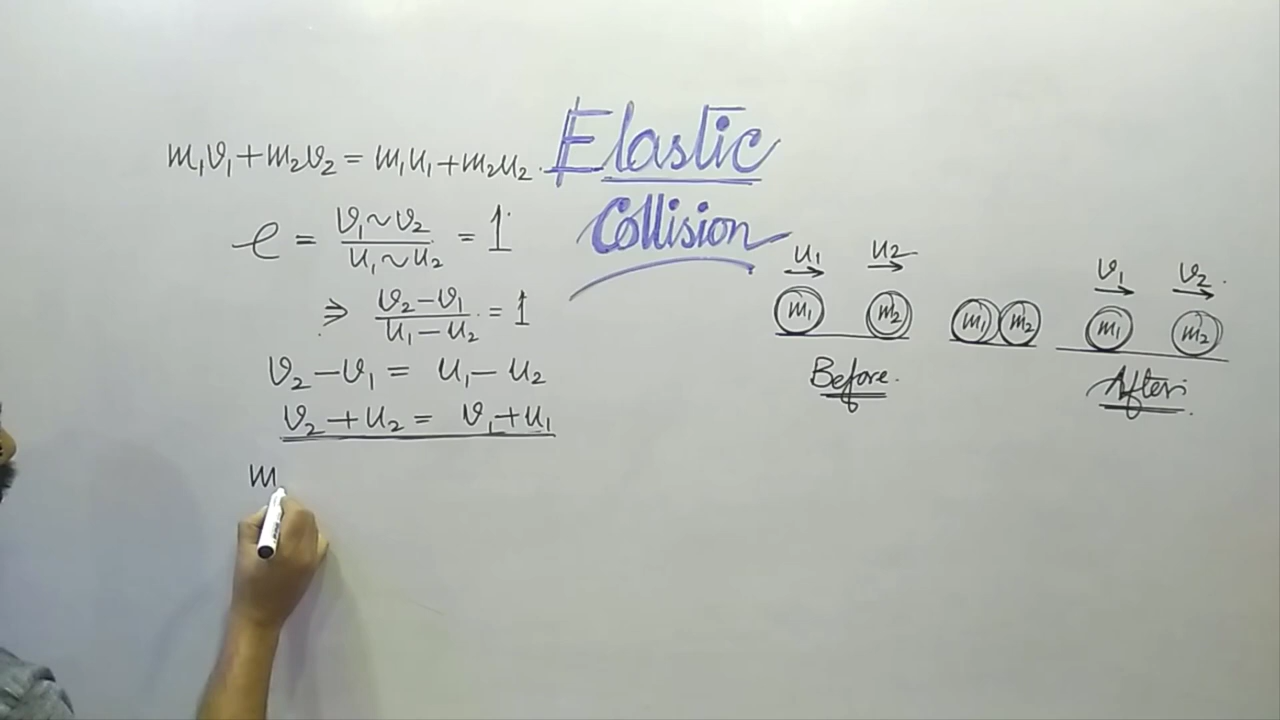 Elastic
Collision
m₁v₁+m₂v₂ = m₁u₁+m₂u₂.
e = v₁~v₂ / u₁~u₂ = 1
⇒ v₂-v₁ / u₁-u₂ = 1
v₂-v₁ = u₁-u₂
v₂+u₂ = v₁+u₁
m
u₁ u₂
m₁ m₂
Before.
m₁ m₂
v₁ v₂.
m₁ m₂
After: